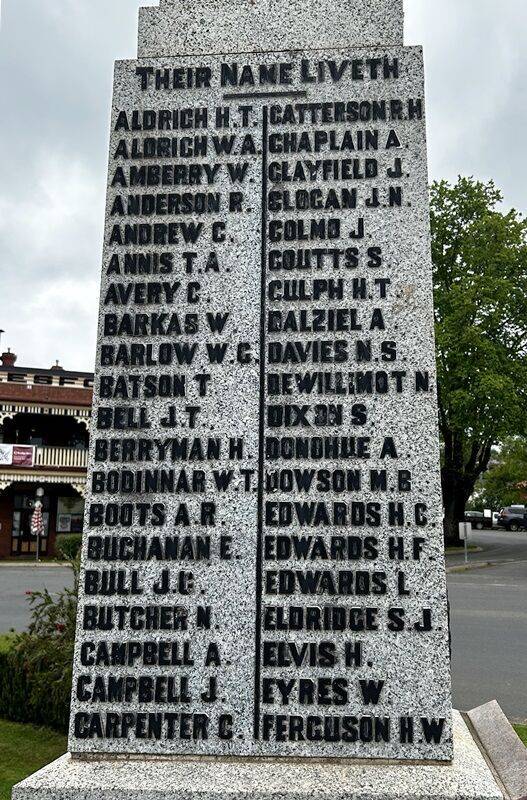 THEIR NAME LIVETH
ALDRICH H.T.
ALDRICH W.A.
AMBERRY W.
ANDERSON R.
ANDREW C.
ANNIS T.A.
AVERY C.
BARKAS W
BARLOW W.G.
BATSON T
BELL J.T.
BERRYMAN H.
BODINNAR W.T.
BOOTS A.R.
BUCHANAN E.
BULL J.C.
BUTCHER N.
CAMPBELL A.
CAMPBELL J.
CARPENTER C.
CATTERSON R.H
CHAPLAIN A
CLAYFIELD J.
CLOGAN J.N.
COLMO J.
COUTTS S
CULPH H.T.
DALZIEL A.
DAVIES N.S
DEWILLIMOT N
DIXON S.
DONOHUE A.
DOWSON M.B
EDWARDS H.C.
EDWARDS H.F.
EDWARDS L
ELDRIDGE S.J
ELVIS H.
EYRES W.
FERGUSON H.W.